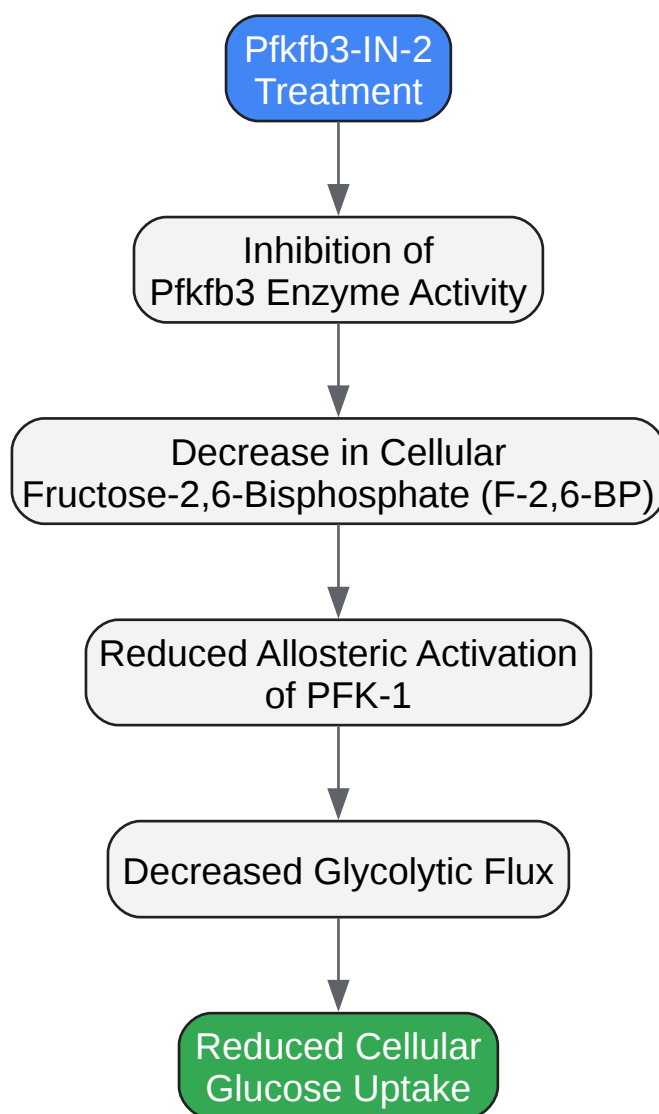 Pfkfb3-IN-2
Treatment
Inhibition of
Pfkfb3 Enzyme Activity
Decrease in Cellular
Fructose-2,6-Bisphosphate (F-2,6-BP)
Reduced Allosteric Activation
of PFK-1
Decreased Glycolytic Flux
Reduced Cellular
Glucose Uptake